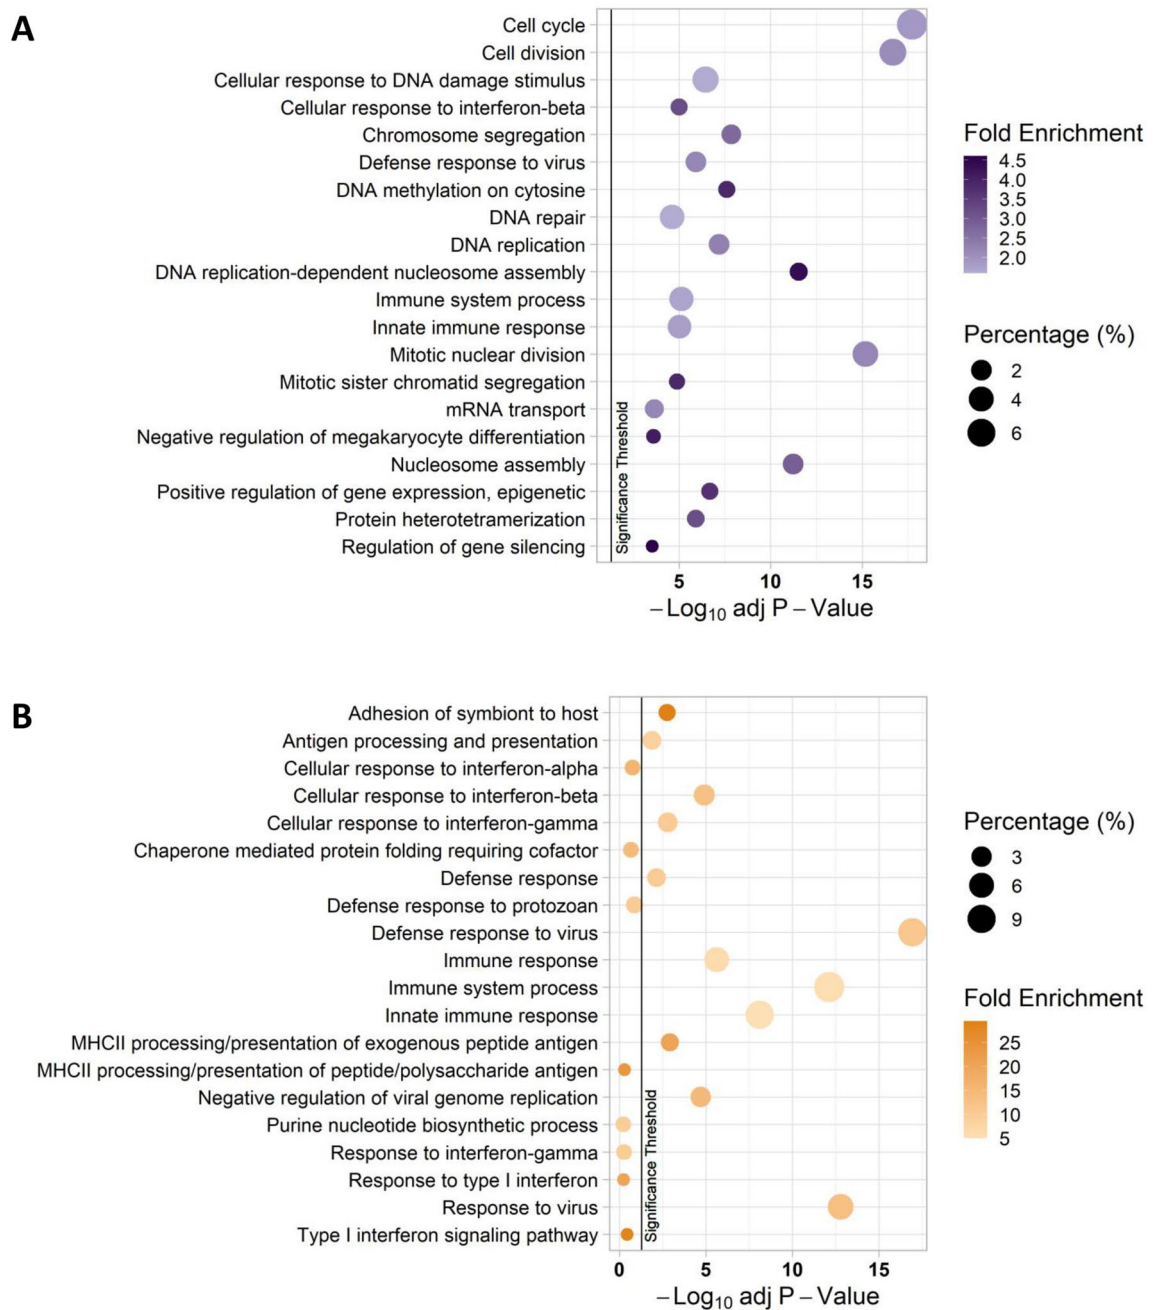 A
Cell cycle
Cell division
Cellular response to DNA damage stimulus
Cellular response to interferon-beta
Chromosome segregation
Defense response to virus
DNA methylation on cytosine
DNA repair
DNA replication
DNA replication-dependent nucleosome assembly
Immune system process
Innate immune response
Mitotic nuclear division
Mitotic sister chromatid segregation
mRNA transport
Negative regulation of megakaryocyte differentiation
Nucleosome assembly
Positive regulation of gene expression, epigenetic
Protein heterotetramerization
Regulation of gene silencing
Significance Threshold
5 10 15
−Log10 adj P − Value
Fold Enrichment
4.5
4.0
3.5
3.0
2.5
2.0
Percentage (%)
2
4
6
B
Adhesion of symbiont to host
Antigen processing and presentation
Cellular response to interferon-alpha
Cellular response to interferon-beta
Cellular response to interferon-gamma
Chaperone mediated protein folding requiring cofactor
Defense response
Defense response to protozoan
Defense response to virus
Immune response
Immune system process
Innate immune response
MHCII processing/presentation of exogenous peptide antigen
MHCII processing/presentation of peptide/polysaccharide antigen
Negative regulation of viral genome replication
Purine nucleotide biosynthetic process
Response to interferon-gamma
Response to type I interferon
Response to virus
Type I interferon signaling pathway
Significance Threshold
0 5 10 15
−Log10 adj P − Value
Percentage (%)
3
6
9
Fold Enrichment
25
20
15
10
5